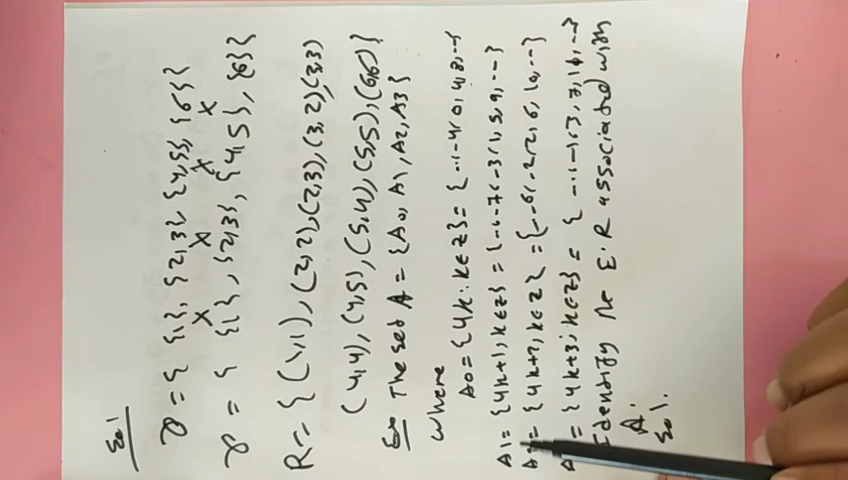 Sol
γ = { {1}, {2,3}, {4,5}, {6}}
x x x x
γ = { {1}, {2,3}, {4,5}, {6}}
Rγ = { (1,1), (2,2), (2,3), (3,2), (3,3)
(4,4), (4,5), (5,4), (5,5), (6,6)}
The set A = {A0, A1, A2, A3}
where
A0 = {4k: k∈z} = {...-4, 0, 4, 8, ...}
A1 = {4k+1, k∈z} = {...-7, -3, 1, 5, 9, ...}
A2 = {4k+2, k∈z} = {...-6, -2, 2, 6, 10, ...}
= {4k+3: k∈z} = {...-1, 3, 7, 11, ...}
Identify the E.R associated with
A.
Sol.